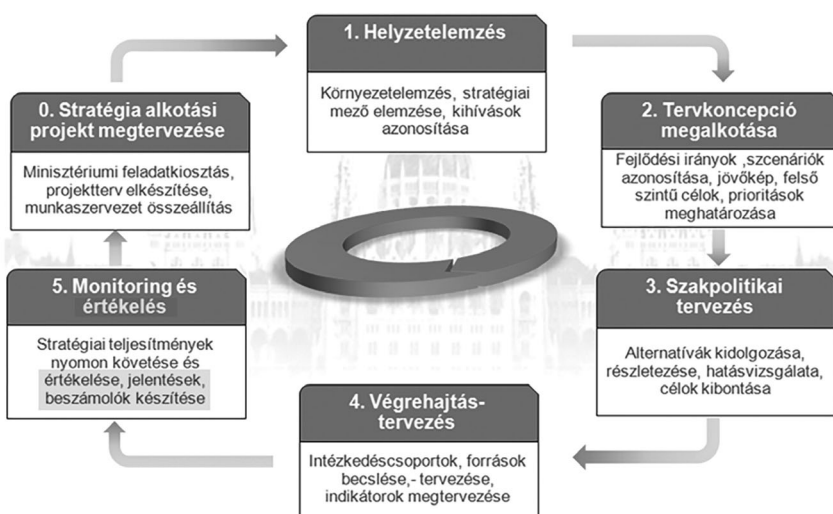 1. Helyzetelemzés
Környezetelemzés, stratégiai
mező elemzése, kihívások
azonosítása
0. Stratégia alkotási
projekt megtervezése
Minisztériumi feladatkiosztás,
projektterv elkészítése,
munkaszervezet összeállítás
2. Tervkoncepció
megalkotása
Fejlődési irányok ,szcenáriók
azonosítása, jövőkép, felső
szintű célok, prioritások
meghatározása
5. Monitoring és
értékelés
Stratégiai teljesítmények
nyomon követése és
értékelése, jelentések,
beszámolók készítése
3. Szakpolitikai
tervezés
Alternatívák kidolgozása,
részletezése, hatásvizsgálata,
célok kibontása
4. Végrehajtás-
tervezés
Intézkedéscsoportok, források
becslése,- tervezése,
indikátorok megtervezése